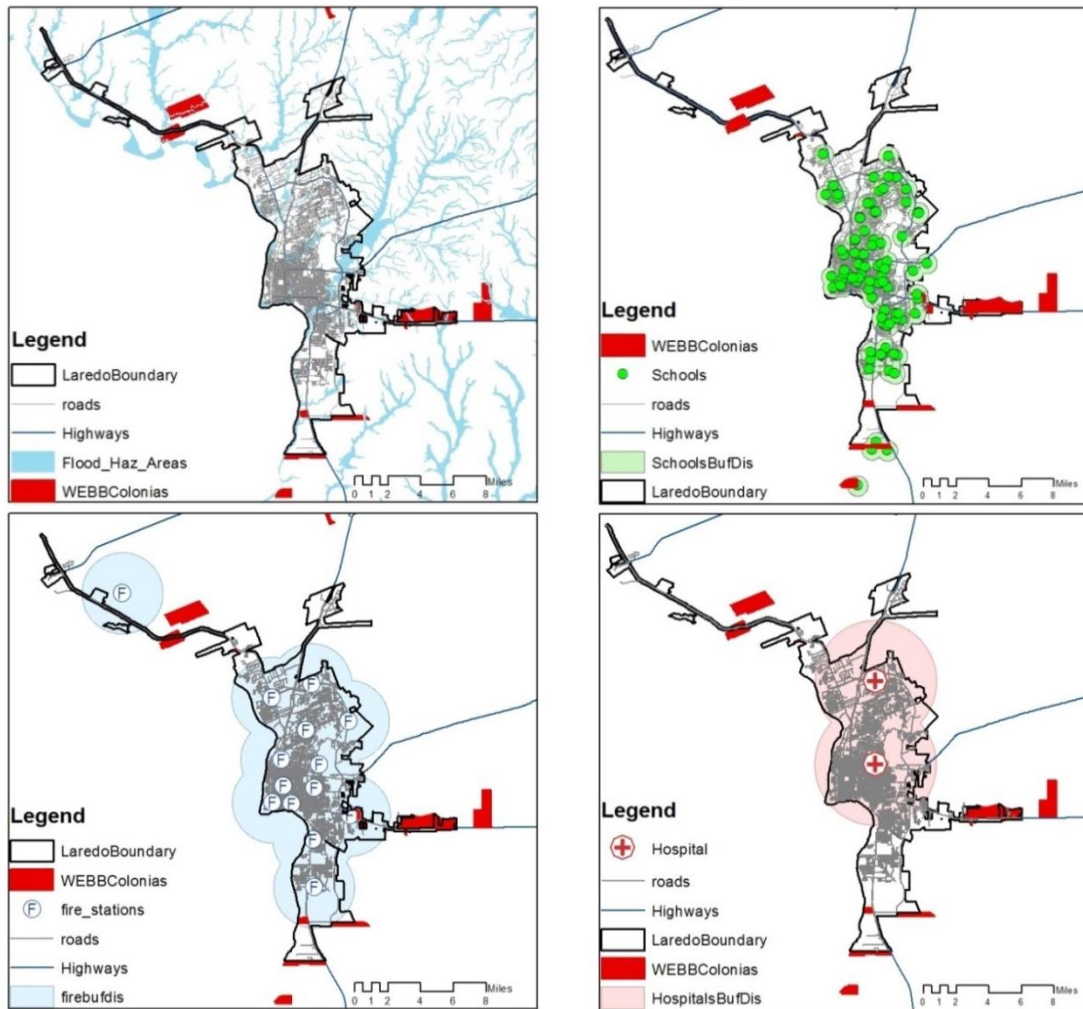 Legend
LaredoBoundary
roads
Highways
Flood_Haz_Areas
WEBBColonias
Miles
0 1 2 4 6 8
Legend
WEBBColonias
Schools
roads
Highways
SchoolsBufDis
LaredoBoundary
Miles
0 1 2 4 6 8
F
F
F
F
F
F
F
F
F
F
F
F
F
Legend
LaredoBoundary
WEBBColonias
F fire_stations
roads
Highways
firebufdis
Miles
0 1 2 4 6 8
Legend
Hospital
roads
Highways
LaredoBoundary
WEBBColonias
HospitalsBufDis
Miles
0 1 2 4 6 8